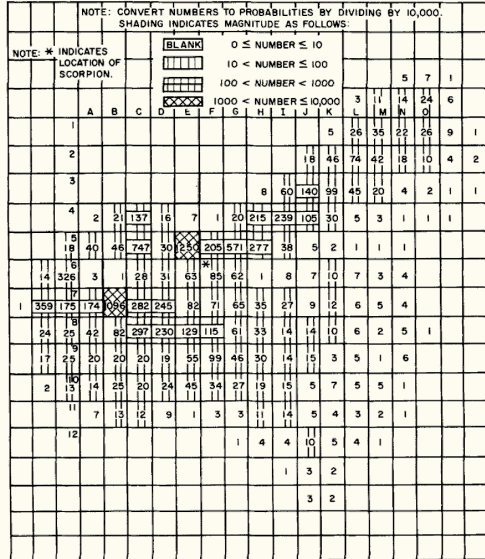 NOTE: CONVERT NUMBERS TO PROBABILITIES BY DIVIDING BY 10,000.
SHADING INDICATES MAGNITUDE AS FOLLOWS:
BLANK 0 ≤ NUMBER ≤ 10
NOTE: * INDICATES
LOCATION OF
SCORPION.
10 < NUMBER ≤ 100
100 < NUMBER < 1000
1000 < NUMBER ≤ 10,000
5 7 1
3 11 14 24 6
A B C D E F G H I J K L M N O
1
5 26 35 22 26 9 1
2
18 46 74 42 18 10 4 2
3
8 60 140 99 45 20 4 2 1 1
4
2 21 137 16 7 1 20 215 239 105 30 5 3 1 1 1
5
18 40 46 747 30 1250 205 571 277 38 5 2 1 1 1
6 *
14 326 3 1 28 31 63 85 62 1 8 7 10 7 3 4
7
1 359 175 174 1096 282 245 82 71 65 35 27 9 12 6 5 4
8
24 25 42 82 297 230 129 115 61 33 14 14 10 6 2 5 1
9
17 25 20 20 20 19 55 99 46 30 14 15 3 5 1 6
10
2 13 14 25 20 24 45 34 27 19 15 5 7 5 5 1
11
7 13 12 9 1 3 3 11 14 5 4 3 2 1
12
1 4 4 10 5 4 1
1 3 2
3 2